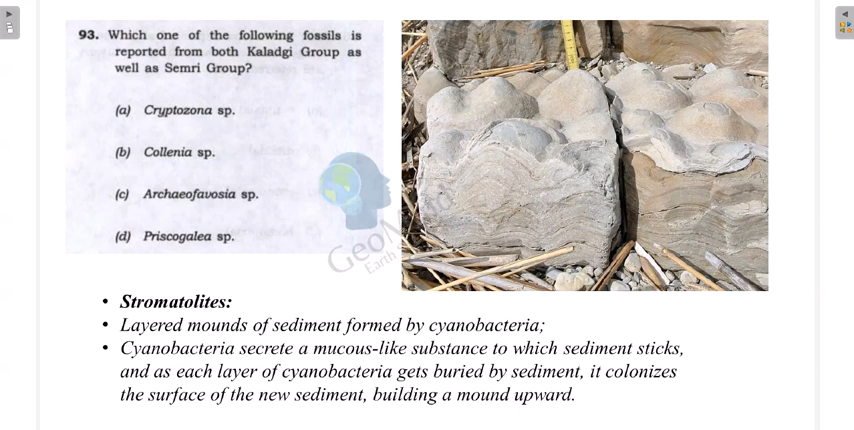 93. Which one of the following fossils is
reported from both Kaladgi Group as
well as Semri Group?
(a) Cryptozona sp.
(b) Collenia sp.
(c) Archaeofavosia sp.
(d) Priscogalea sp.
• Stromatolites:
• Layered mounds of sediment formed by cyanobacteria;
• Cyanobacteria secrete a mucous-like substance to which sediment sticks,
and as each layer of cyanobacteria gets buried by sediment, it colonizes
the surface of the new sediment, building a mound upward.
Earth